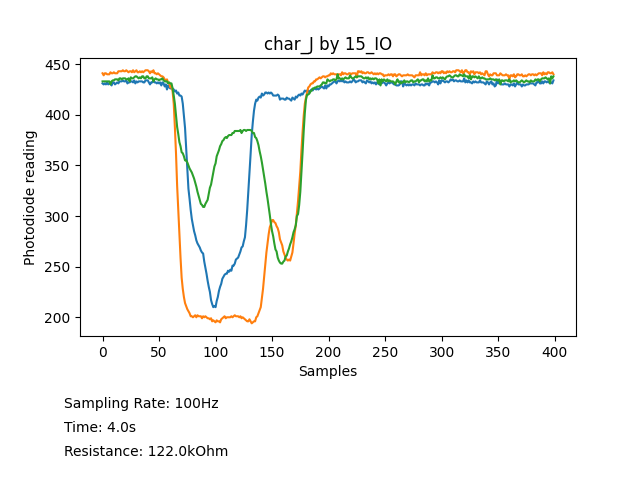 char_J by 15_IO
450
400
350
300
250
200
Photodiode reading
0 50 100 150 200 250 300 350 400
Samples
Sampling Rate: 100Hz
Time: 4.0s
Resistance: 122.0kOhm